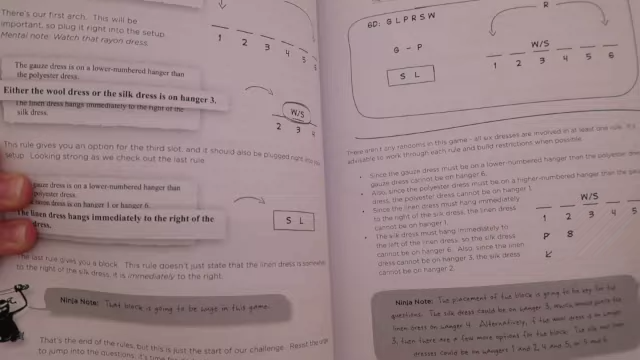 There's our first arch. This will be
important, so plug it right into the setup
Mental note: Watch that rayon dress.
1 2 3 4 5
The gauze dress is on a lower-numbered hanger than
the polyester dress.
Either the wool dress or the silk dress is on hanger 3.
The linen dress hangs immediately to the right of the
silk dress.
W/S
2 3 4
This rule gives you an option for the third slot, and it should also be plugged right into
setup. Looking strong as we check out the last rule.
gauze dress is on a lower-numbered hanger than
polyester dress.
dress is on hanger 1 or hanger 6.
The linen dress hangs immediately to the right of the
dress.
S L
The last rule gives you a block. This rule doesn't just state that the linen dress is somewhere
to the right of the silk dress, it is immediately to the right.
Ninja Note: That block is going to be huge in this game.
That's the end of the rules, but this is just the start of our challenge.
to jump into the questions, it's time
6D: G L P R S W
R
G - P
W/S
1 2 3 4 5 6
S L
There aren't any randoms in this game - all six dresses are involved in at least one rule. It's
advisable to work through each rule and build restrictions when possible.
• Since the gauze dress must be on a lower-numbered hanger than the polyester dress,
gauze dress cannot be on hanger 6.
• Also, since the polyester dress must be on a higher-numbered hanger than the gauze
dress, the polyester dress cannot be on hanger 1.
• Since the linen dress must hang immediately
to the right of the silk dress, the linen
dress cannot be on hanger 1.
• The silk dress must hang immediately to
the left of the linen dress, so the silk
dress cannot be on hanger 6. Also since the linen
dress cannot be on hanger 3, the silk dress
cannot be on hanger 2.
W/S
1 2 3 4 5
P S
Ninja Note: The placement of the block is going to be key for the
questions. The silk dress could be on hanger 3, which would place the
linen dress on hanger 4. Alternatively, if the wool dress is on hanger
3, then there are a few more options for the block. The silk and linen
dresses could be on hangers 1 and 2, 4 and 5, or 5 and 6.